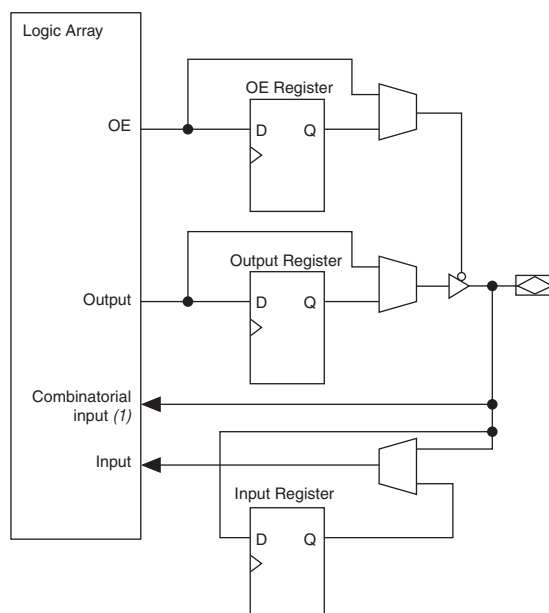 Logic Array
OE Register
OE
D Q
Output Register
Output
D Q
Combinatorial
input (1)
Input
Input Register
D Q